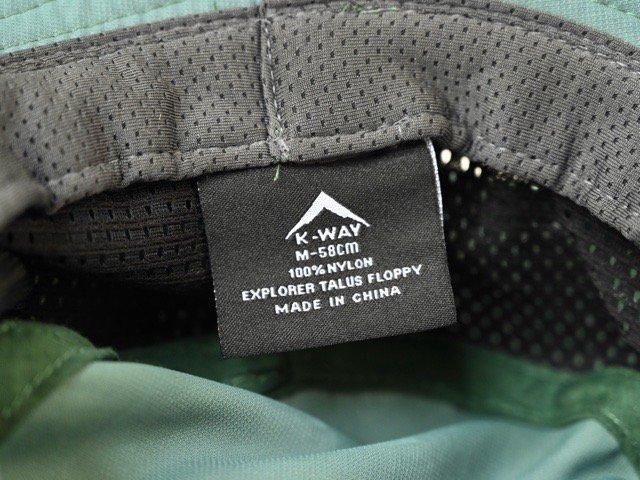 K-WAY
M-58CM
100% NYLON
EXPLORER TALUS FLOPPY
MADE IN CHINA